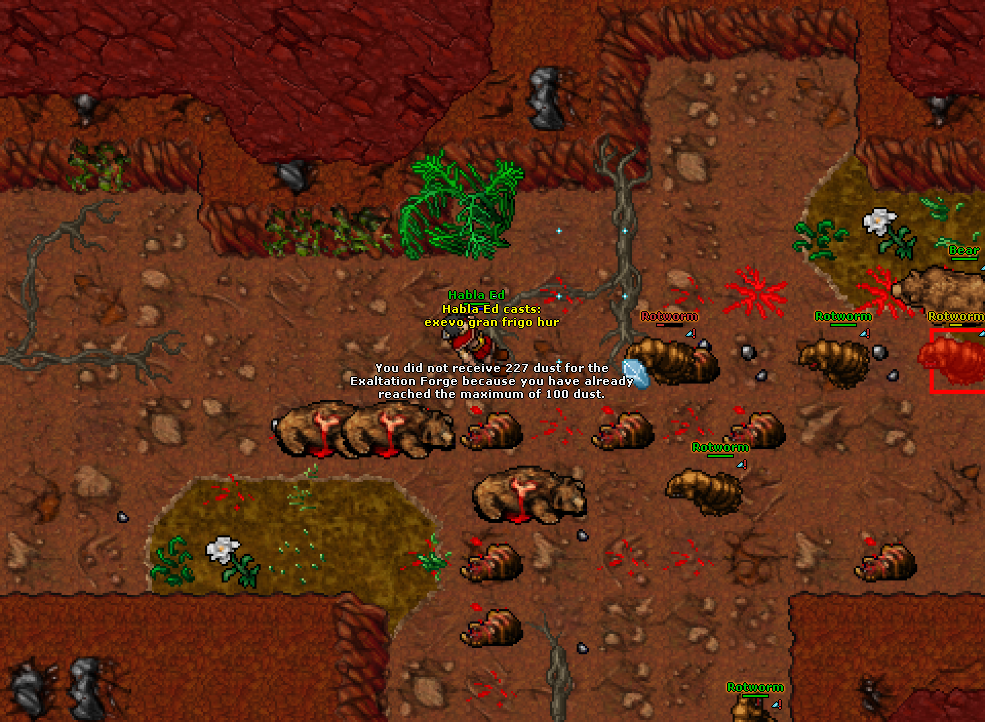 Bear
Habla Ed
Habla Ed casts:
exevo gran frigo hur
Rotworm
Rotworm
Rotworm
You did not receive 227 dust for the
Exaltation Forge because you have already
reached the maximum of 100 dust.
Rotworm
Rotworm